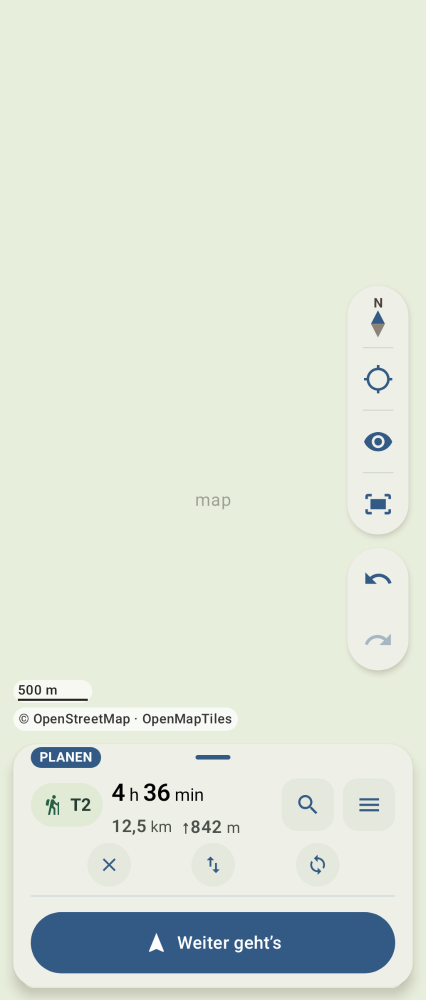 N
map
500 m
© OpenStreetMap · OpenMapTiles
PLANEN
T2
4 h 36 min
12,5 km ↑842 m
Weiter geht’s